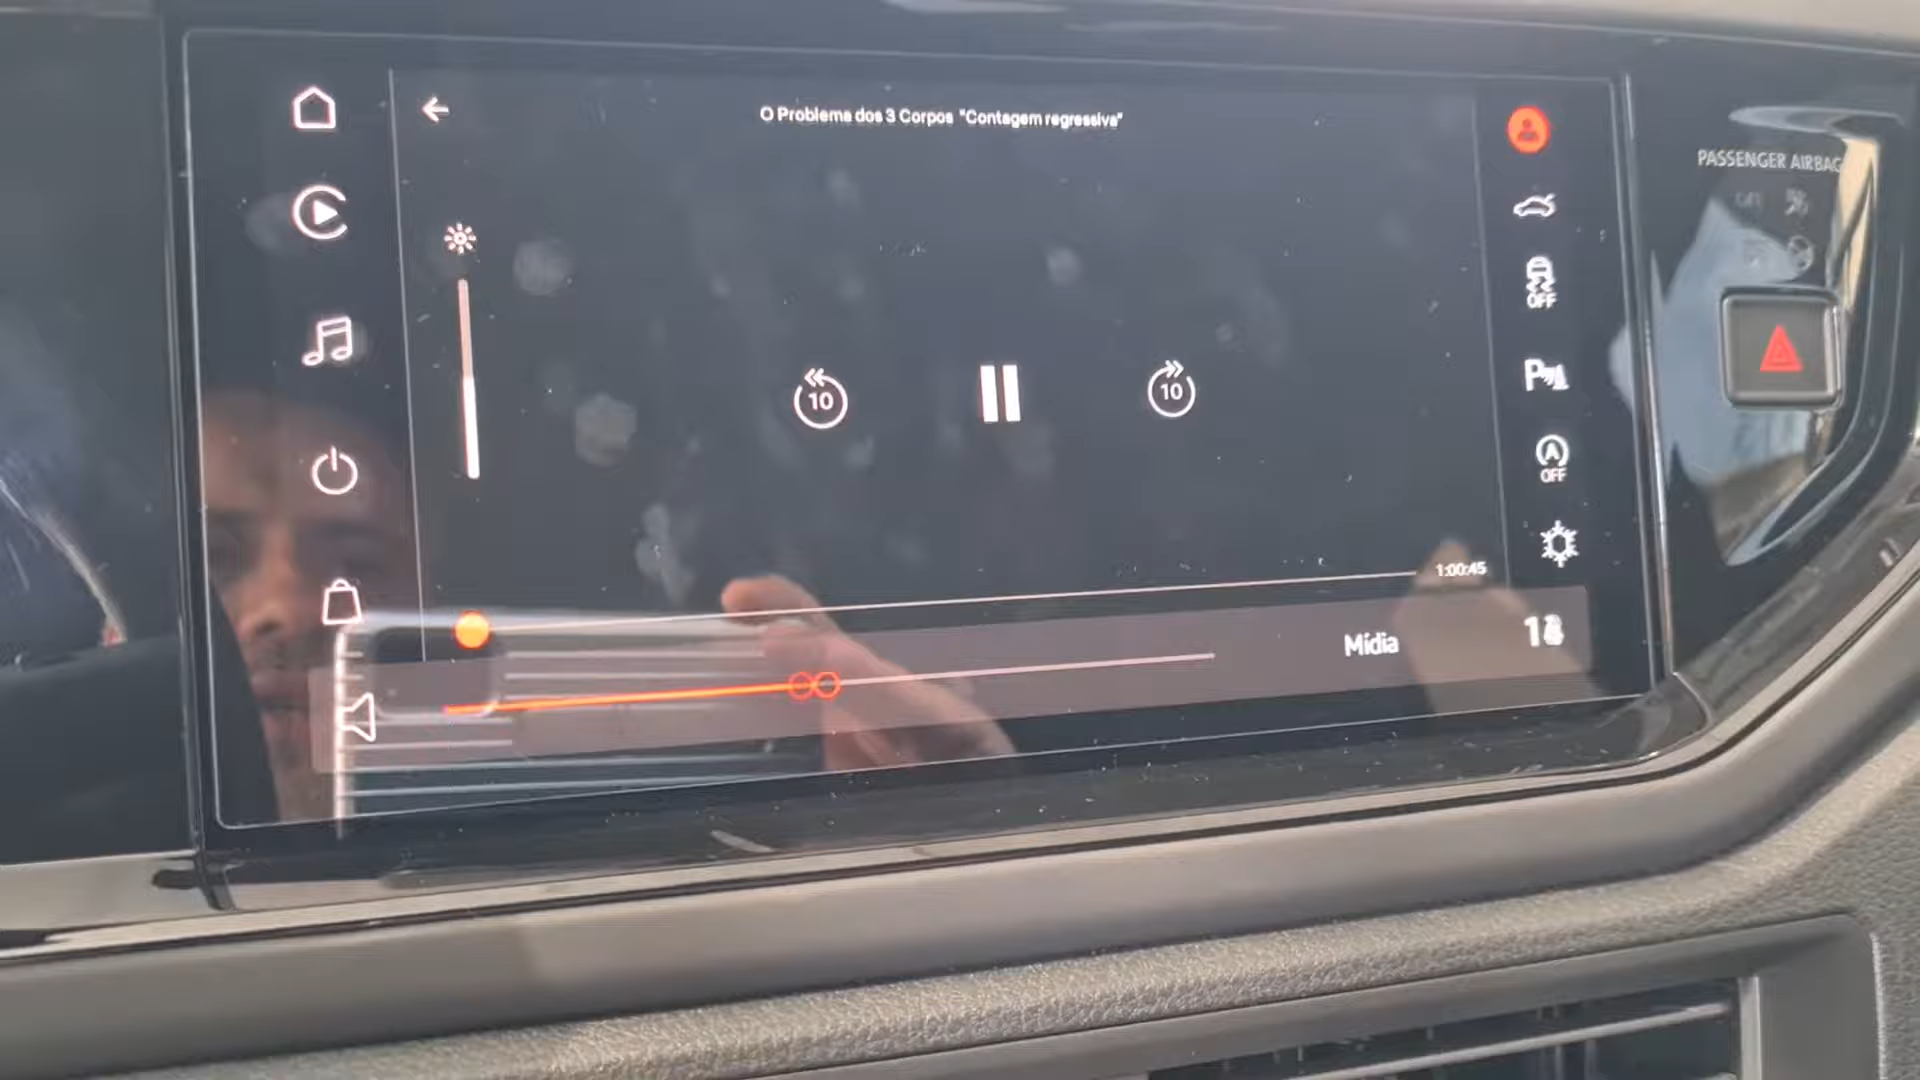 O Problema dos 3 Corpos "Contagem regressiva"
PASSENGER AIRBAG
OFF
10
10
P
A
OFF
1:00:45
Mídia